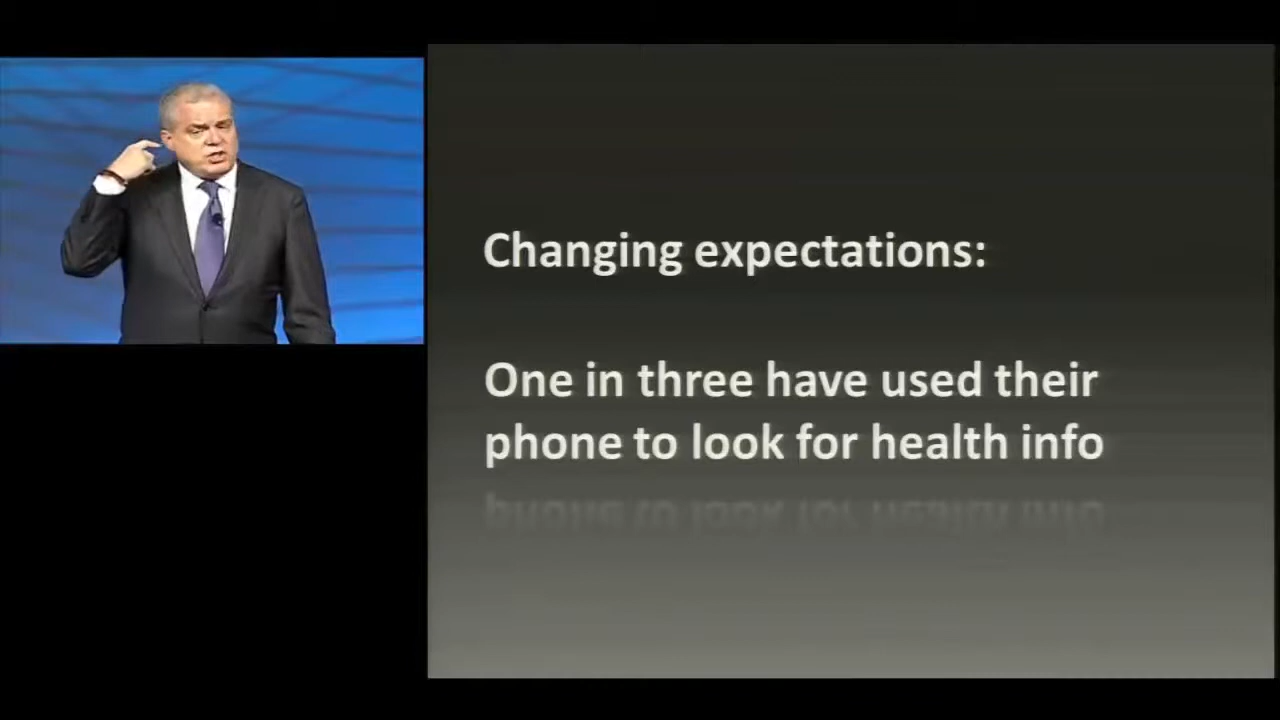 Changing expectations:
One in three have used their
phone to look for health info